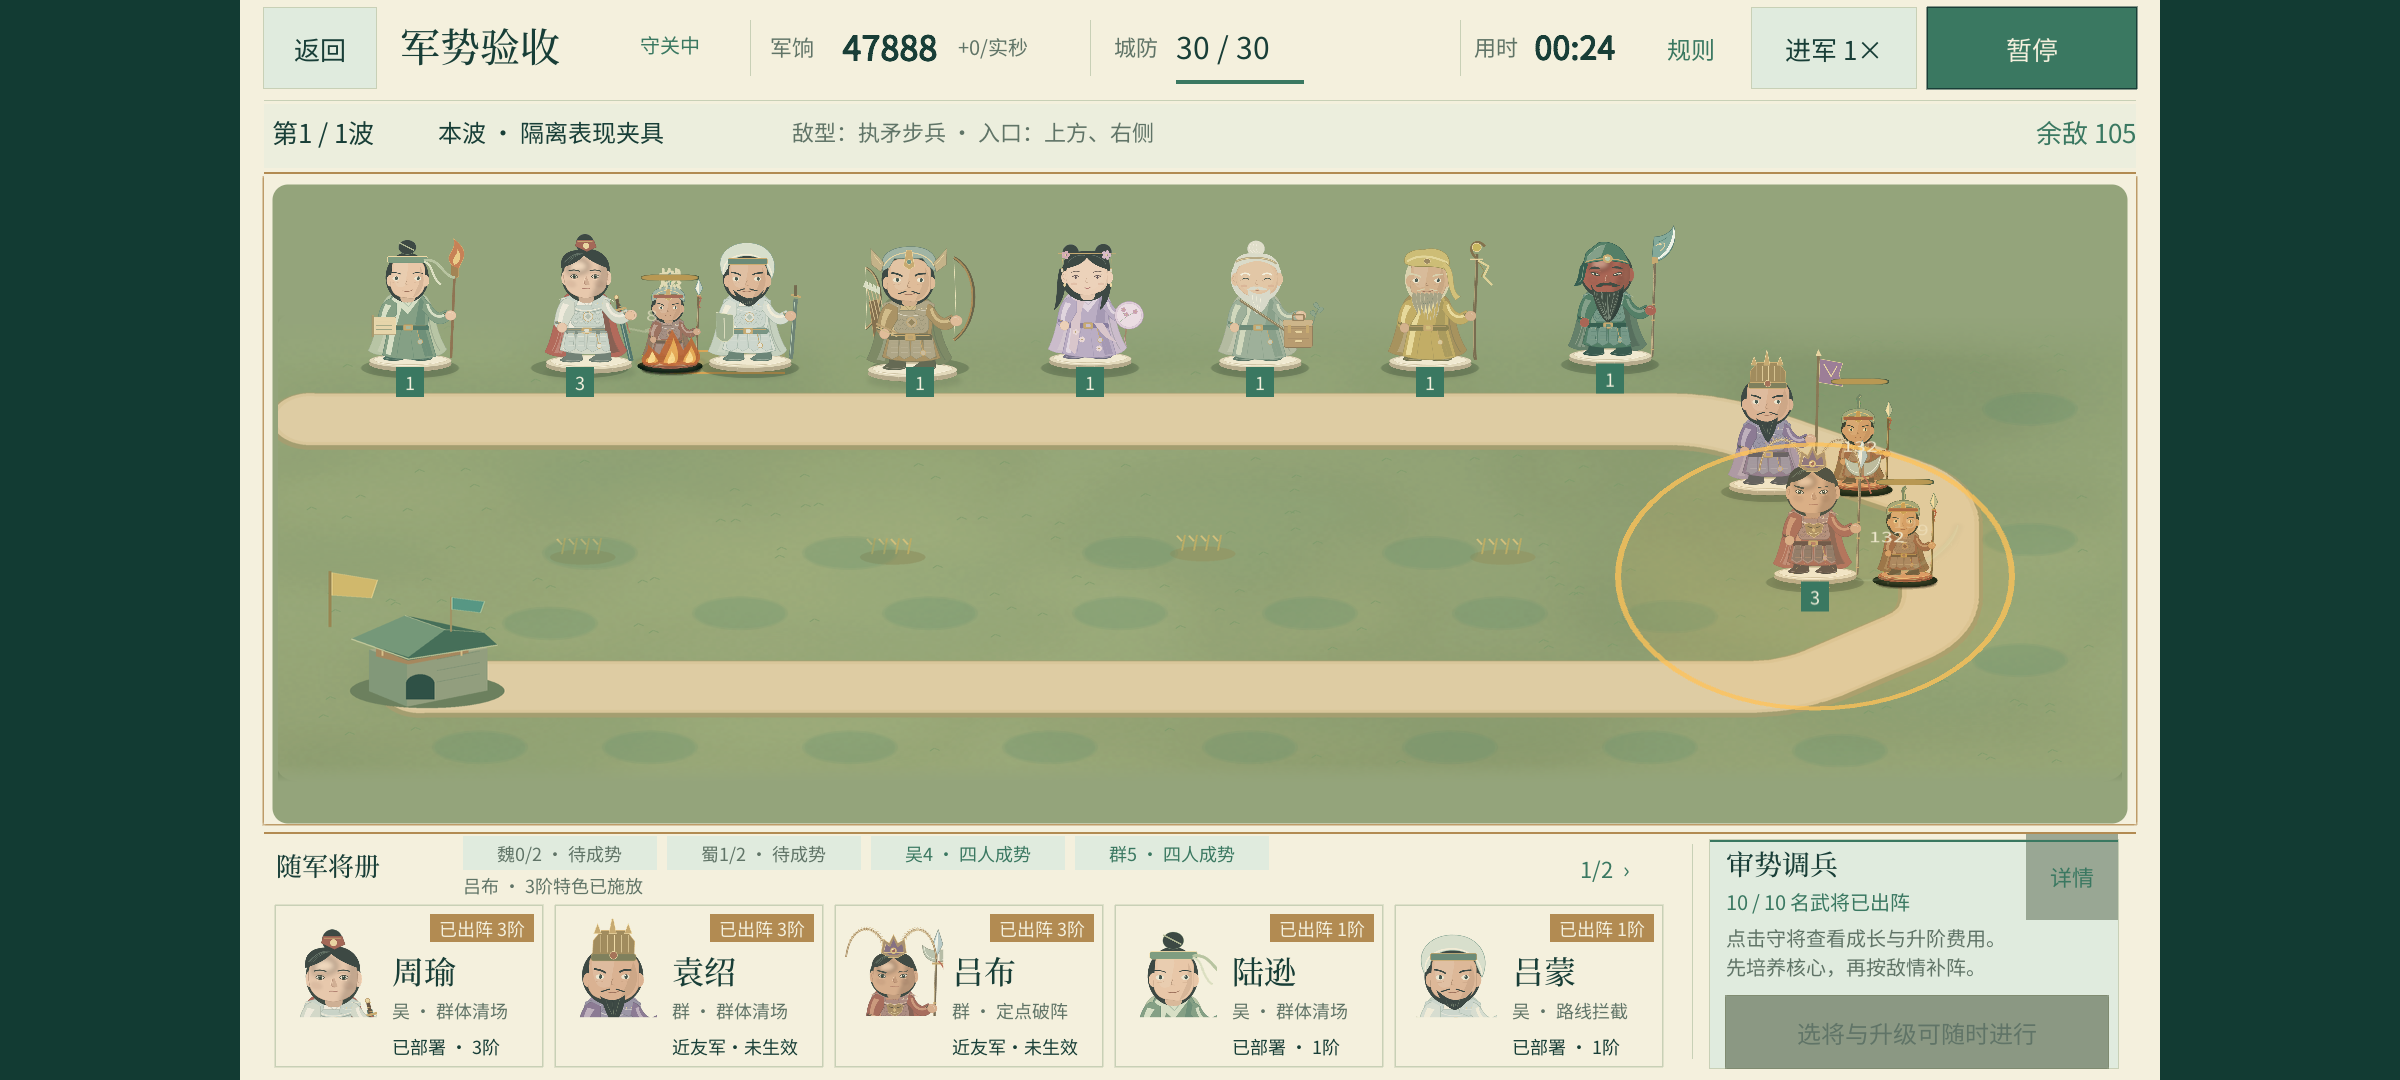 返回
军势验收
守关中
军饷 47888 +0/实秒
城防 30 / 30
用时 00:24
规则
进军 1×
暂停
第1 / 1波
本波 · 隔离表现夹具
敌型：执矛步兵 · 入口：上方、右侧
余敌 105
1
3
1
1
1
1
1
132
3
随军将册
魏0/2 · 待成势
蜀1/2 · 待成势
吴4 · 四人成势
群5 · 四人成势
吕布 · 3阶特色已施放
1/2 ›
已出阵 3阶
周瑜
吴 · 群体清场
已部署 · 3阶
已出阵 3阶
袁绍
群 · 群体清场
近友军·未生效
已出阵 3阶
吕布
群 · 定点破阵
近友军·未生效
已出阵 1阶
陆逊
吴 · 群体清场
已部署 · 1阶
已出阵 1阶
吕蒙
吴 · 路线拦截
已部署 · 1阶
审势调兵
详情
10 / 10 名武将已出阵
点击守将查看成长与升阶费用。
先培养核心，再按敌情补阵。
选将与升级可随时进行